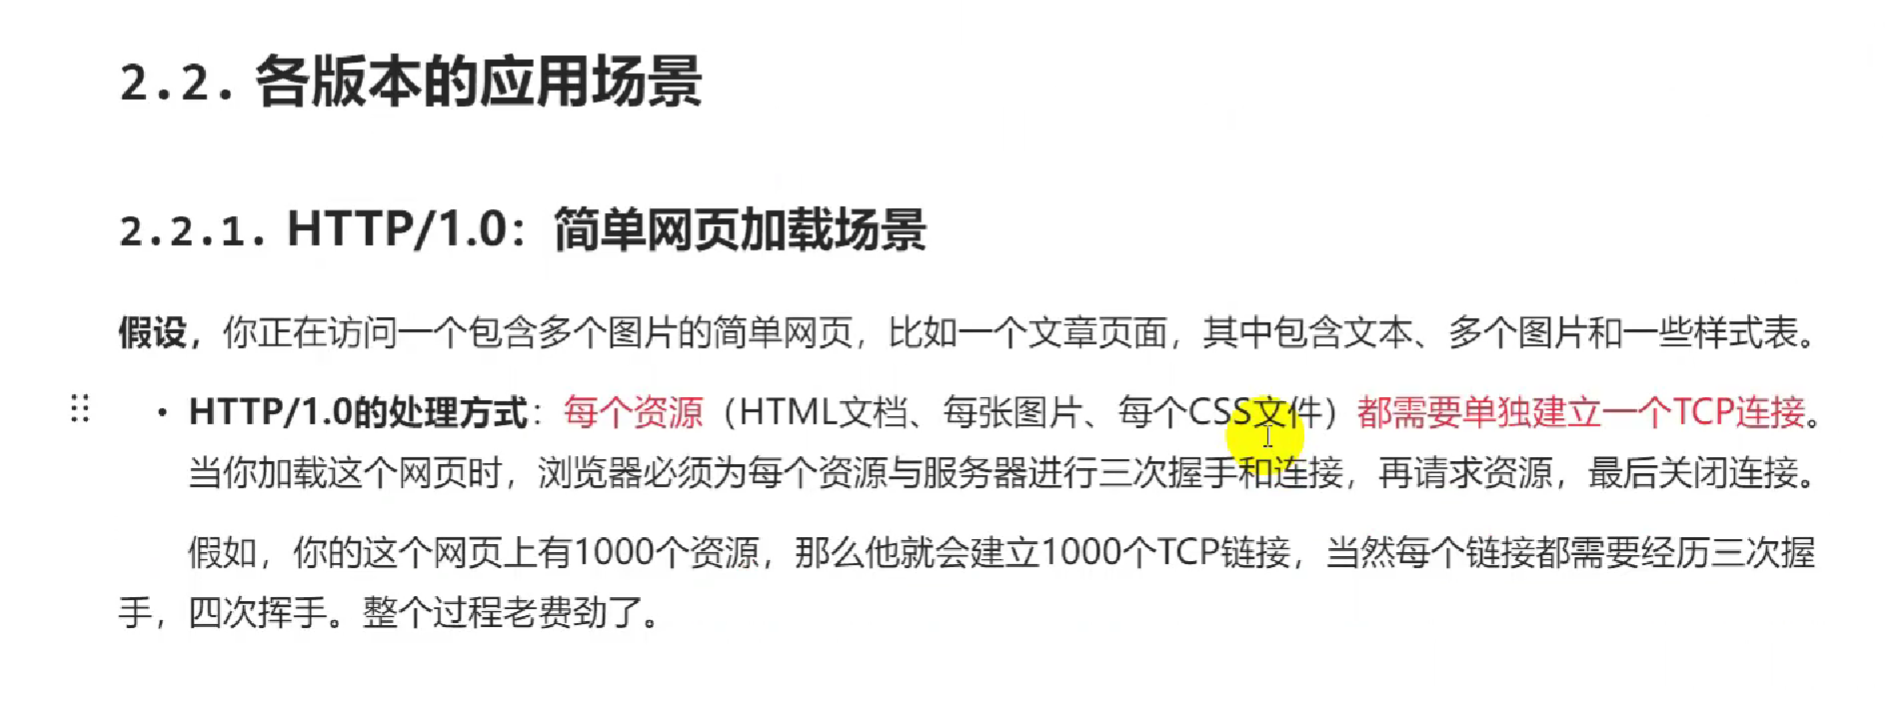 2.2. 各版本的应用场景
2.2.1. HTTP/1.0：简单网页加载场景
假设，你正在访问一个包含多个图片的简单网页，比如一个文章页面，其中包含文本、多个图片和一些样式表。
• HTTP/1.0的处理方式：每个资源（HTML文档、每张图片、每个CSS文件）都需要单独建立一个TCP连接。
当你加载这个网页时，浏览器必须为每个资源与服务器进行三次握手和连接，再请求资源，最后关闭连接。
假如，你的这个网页上有1000个资源，那么他就会建立1000个TCP链接，当然每个链接都需要经历三次握
手，四次挥手。整个过程老费劲了。